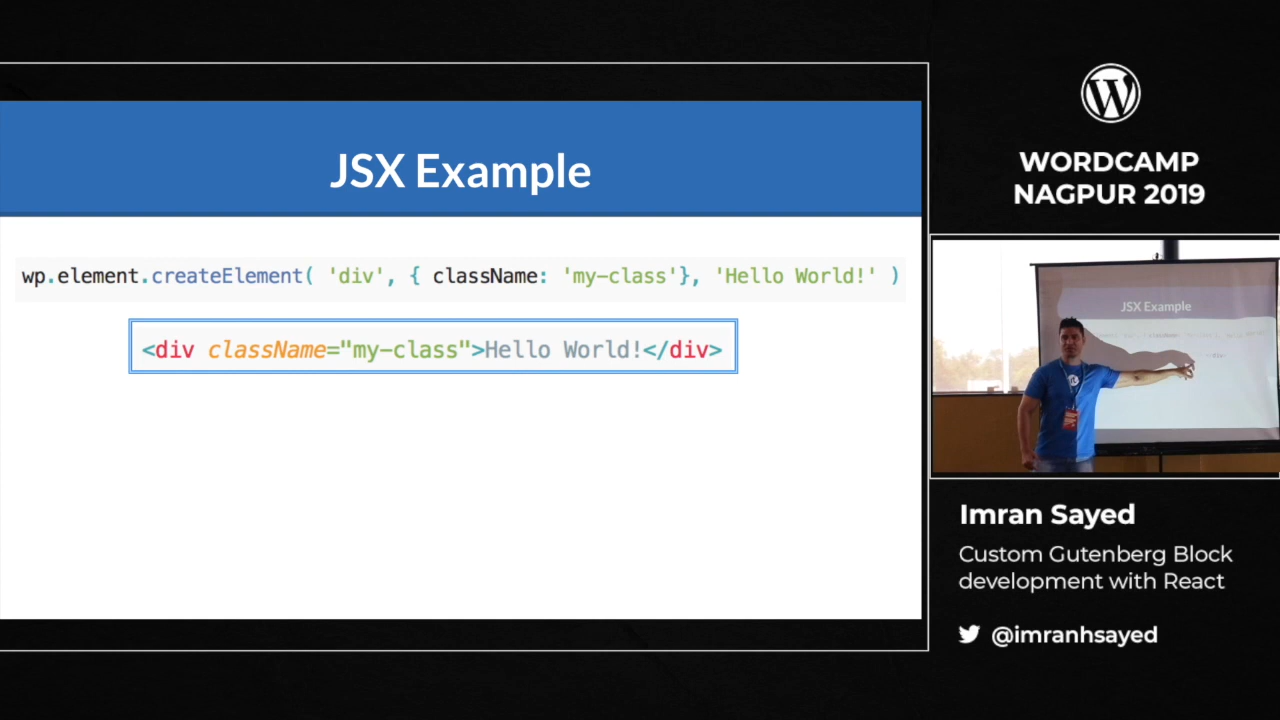 JSX Example
wp.element.createElement( 'div', { className: 'my-class'}, 'Hello World!' )
<div className="my-class">Hello World!</div>
WORDCAMP
NAGPUR 2019
JSX Example
Imran Sayed
Custom Gutenberg Block
development with React
@imranhsayed